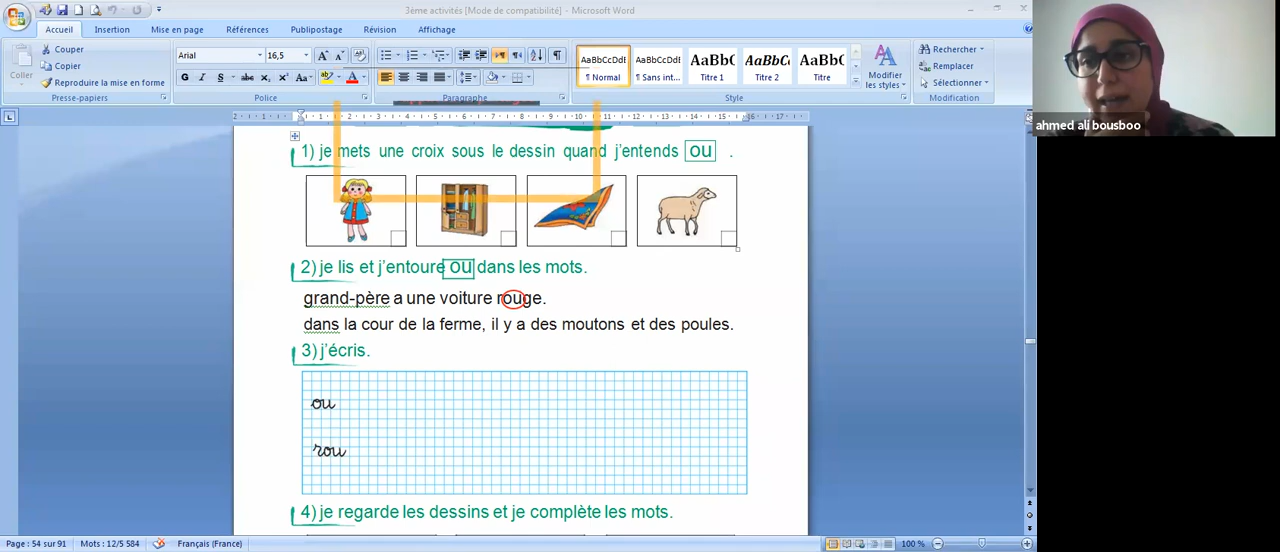 3ème activités [Mode de compatibilité] - Microsoft Word
Accueil Insertion Mise en page Références Publipostage Révision Affichage
Coller
Couper
Copier
Reproduire la mise en forme
Presse-papiers
Arial 16,5
Police
Paragraphe
AaBbCcDdE AaBbCcDdE AaBbC AaBbCc AaBbC
¶ Normal ¶ Sans int... Titre 1 Titre 2 Titre
Modifier les styles
Style
Rechercher
Remplacer
Sélectionner
Modification
ahmed ali bousboo
1) je mets une croix sous le dessin quand j'entends ou .
2) je lis et j'entoure ou dans les mots.
grand-père a une voiture rouge.
dans la cour de la ferme, il y a des moutons et des poules.
3) j'écris.
ou
rou
4) je regarde les dessins et je complète les mots.
Page : 54 sur 91 Mots : 12/5 584 Français (France) 100 %